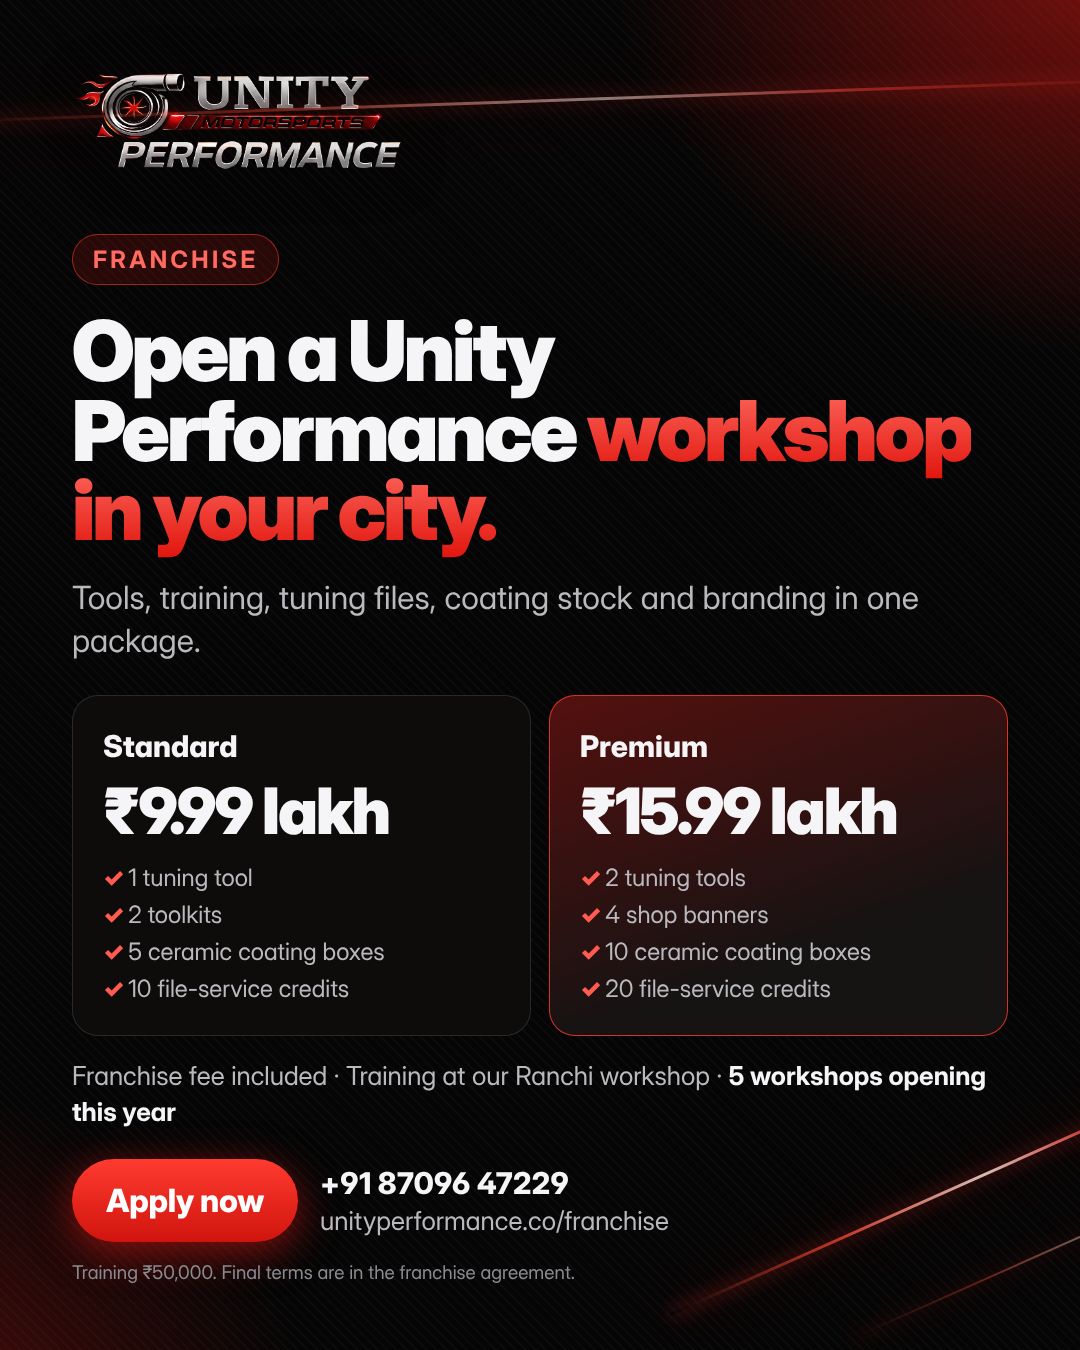 UNITY
MOTORSPORTS
PERFORMANCE
FRANCHISE
Open a Unity
Performance workshop
in your city.
Tools, training, tuning files, coating stock and branding in one
package.
Standard
₹9.99 lakh
✔ 1 tuning tool
✔ 2 toolkits
✔ 5 ceramic coating boxes
✔ 10 file-service credits
Premium
₹15.99 lakh
✔ 2 tuning tools
✔ 4 shop banners
✔ 10 ceramic coating boxes
✔ 20 file-service credits
Franchise fee included · Training at our Ranchi workshop · 5 workshops opening
this year
Apply now
+91 87096 47229
unityperformance.co/franchise
Training ₹50,000. Final terms are in the franchise agreement.